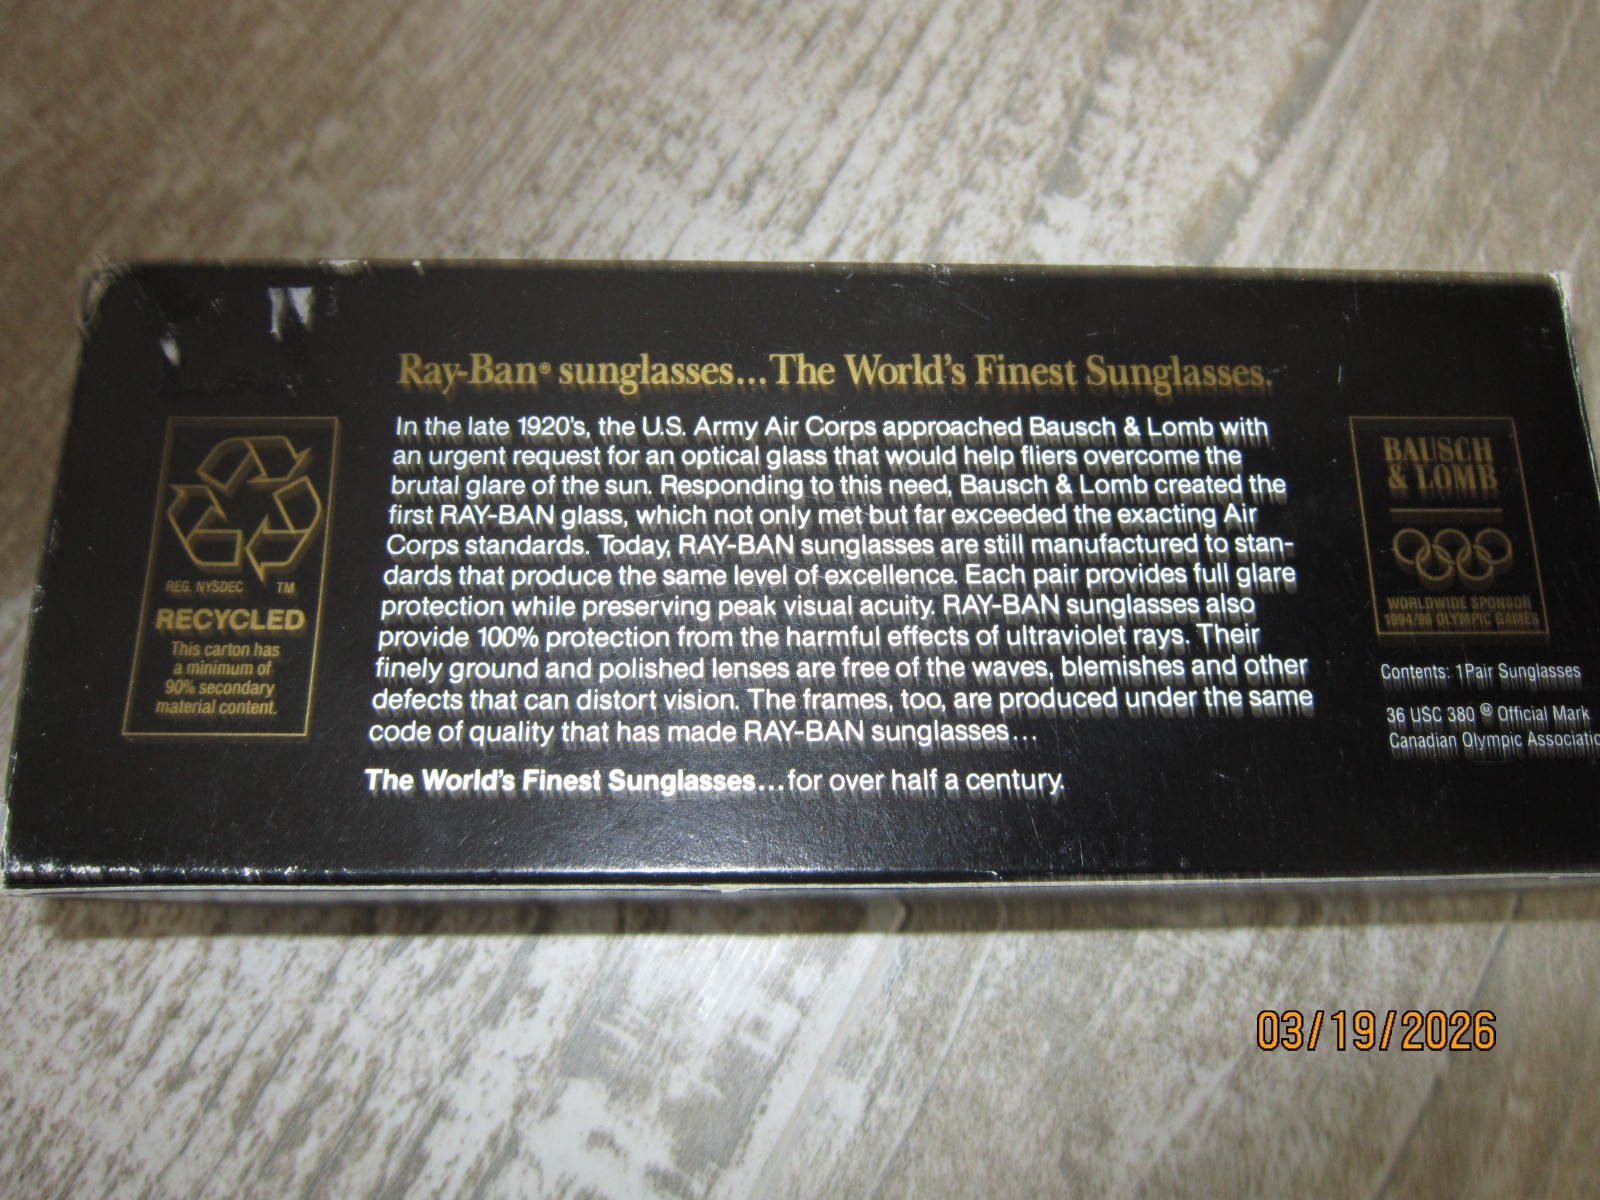 Ray-Ban® sunglasses...The World's Finest Sunglasses.
In the late 1920's, the U.S. Army Air Corps approached Bausch & Lomb with
an urgent request for an optical glass that would help fliers overcome the
brutal glare of the sun. Responding to this need, Bausch & Lomb created the
first RAY-BAN glass, which not only met but far exceeded the exacting Air
Corps standards. Today, RAY-BAN sunglasses are still manufactured to stan-
dards that produce the same level of excellence. Each pair provides full glare
protection while preserving peak visual acuity. RAY-BAN sunglasses also
provide 100% protection from the harmful effects of ultraviolet rays. Their
finely ground and polished lenses are free of the waves, blemishes and other
defects that can distort vision. The frames, too, are produced under the same
code of quality that has made RAY-BAN sunglasses...
The World's Finest Sunglasses...for over half a century.
REG. NYSDEC TM
RECYCLED
This carton has
a minimum of
90% secondary
material content.
BAUSCH
& LOMB
WORLDWIDE SPONSOR
1994/96 OLYMPIC GAMES
Contents: 1 Pair Sunglasses
36 USC 380 Ⓜ Official Mark
Canadian Olympic Associatio
03/19/2026